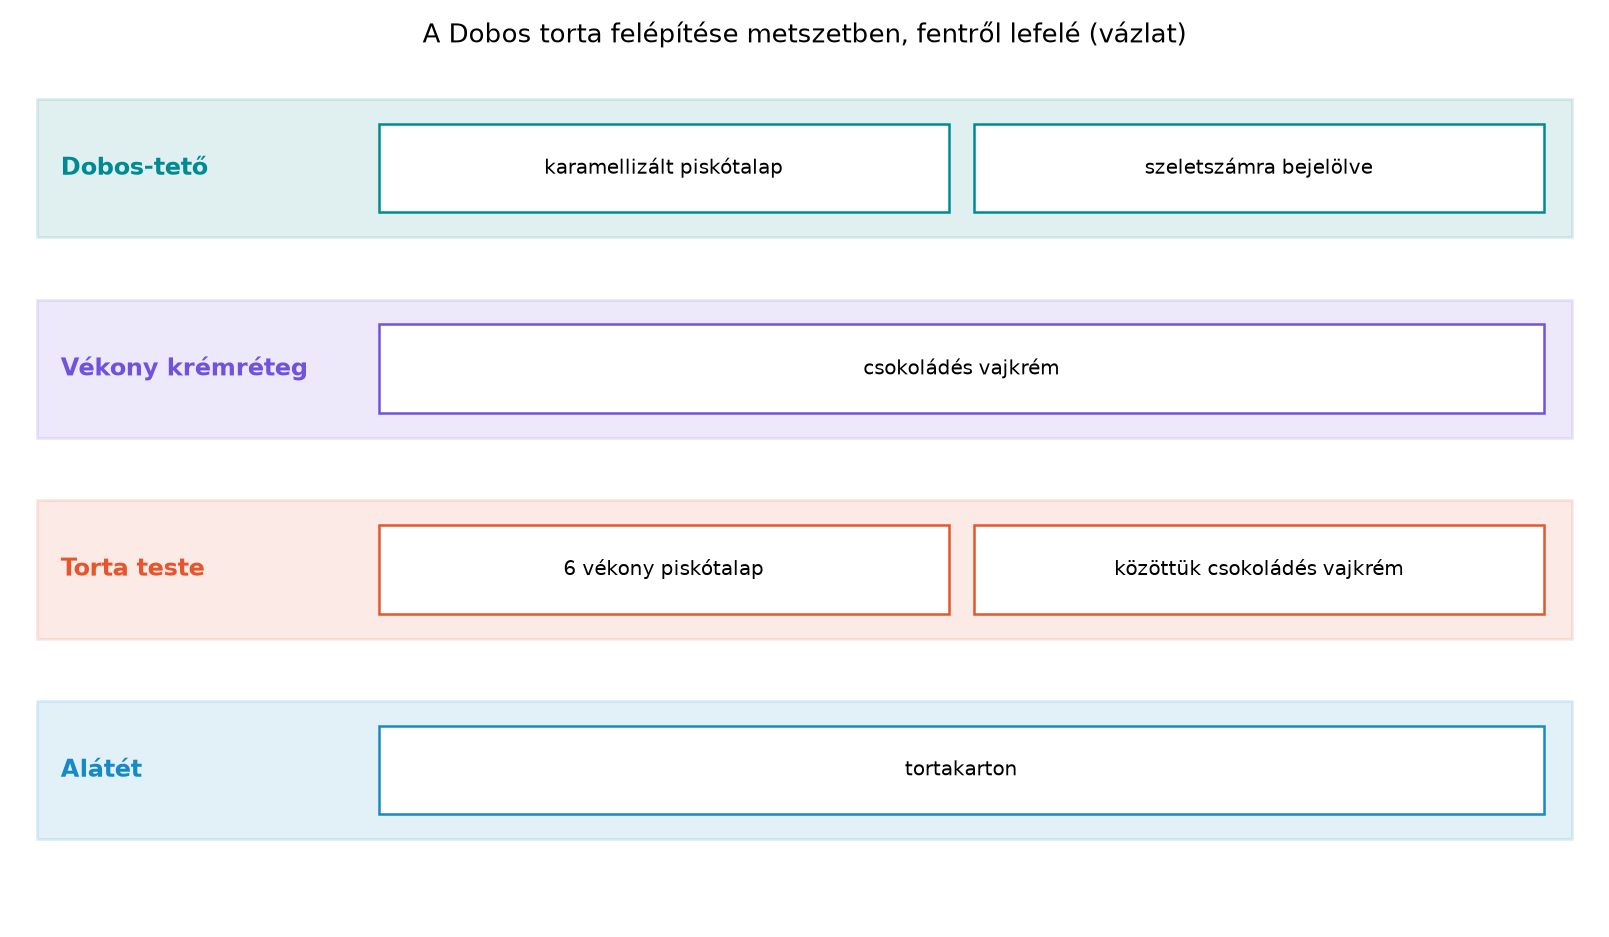 A Dobos torta felépítése metszetben, fentről lefelé (vázlat)
Dobos-tető
karamellizált piskótalap
szeletszámra bejelölve
Vékony krémréteg
csokoládés vajkrém
Torta teste
6 vékony piskótalap
közöttük csokoládés vajkrém
Alátét
tortakarton